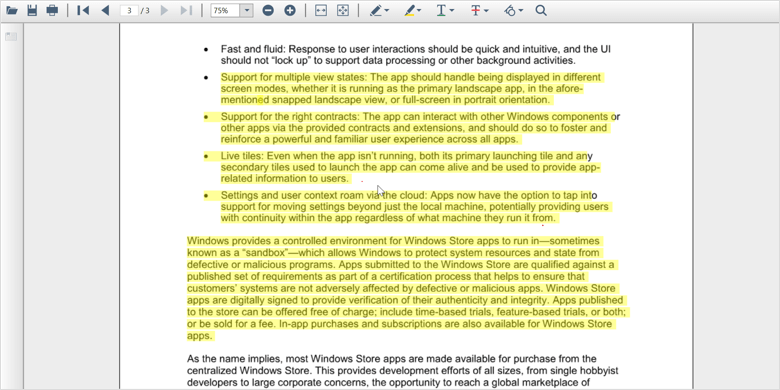 3 / 3
75%
• Fast and fluid: Response to user interactions should be quick and intuitive, and the UI
should not “lock up” to support data processing or other background activities.
• Support for multiple view states: The app should handle being displayed in different
screen modes, whether it is running as the primary landscape app, in the afore-
mentioned snapped landscape view, or full-screen in portrait orientation.
• Support for the right contracts: The app can interact with other Windows components or
other apps via the provided contracts and extensions, and should do so to foster and
reinforce a powerful and familiar user experience across all apps.
• Live tiles: Even when the app isn’t running, both its primary launching tile and any
secondary tiles used to launch the app can come alive and be used to provide app-
related information to users.
• Settings and user context roam via the cloud: Apps now have the option to tap into
support for moving settings beyond just the local machine, potentially providing users
with continuity within the app regardless of what machine they run it from.
Windows provides a controlled environment for Windows Store apps to run in—sometimes
known as a “sandbox”—which allows Windows to protect system resources and state from
defective or malicious programs. Apps submitted to the Windows Store are qualified against a
published set of requirements as part of a certification process that helps to ensure that
customers’ systems are not adversely affected by defective or malicious apps. Windows Store
apps are digitally signed to provide verification of their authenticity and integrity. Apps published
to the store can be offered free of charge; include time-based trials, feature-based trials, or both;
or be sold for a fee. In-app purchases and subscriptions are also available for Windows Store
apps.
As the name implies, most Windows Store apps are made available for purchase from the
centralized Windows Store. This provides development efforts of all sizes, from single hobbyist
developers to large corporate concerns, the opportunity to reach a global marketplace of